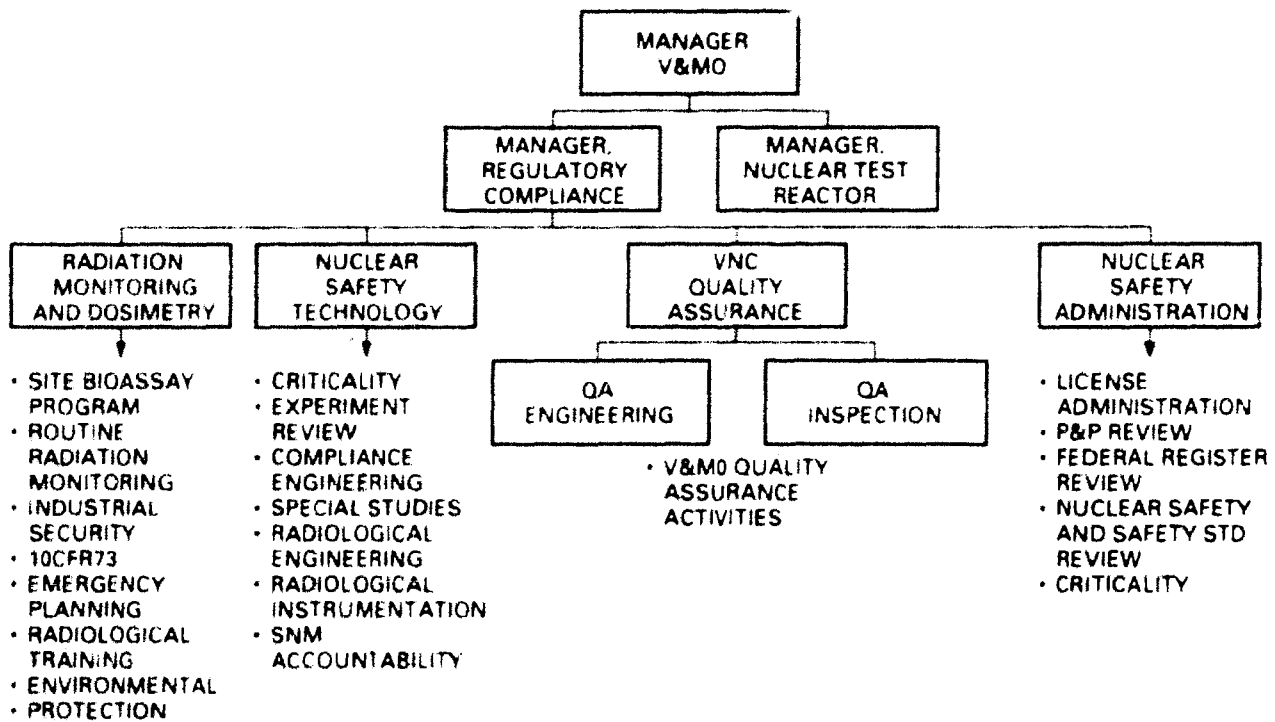 MANAGER
V&MO
MANAGER,
REGULATORY
COMPLIANCE
MANAGER,
NUCLEAR TEST
REACTOR
RADIATION
MONITORING
AND DOSIMETRY
NUCLEAR
SAFETY
TECHNOLOGY
VNC
QUALITY
ASSURANCE
NUCLEAR
SAFETY
ADMINISTRATION
• SITE BIOASSAY
PROGRAM
• ROUTINE
RADIATION
MONITORING
• INDUSTRIAL
SECURITY
• 10CFR73
• EMERGENCY
PLANNING
• RADIOLOGICAL
TRAINING
• ENVIRONMENTAL
• PROTECTION
• CRITICALITY
• EXPERIMENT
REVIEW
• COMPLIANCE
ENGINEERING
• SPECIAL STUDIES
• RADIOLOGICAL
ENGINEERING
• RADIOLOGICAL
INSTRUMENTATION
• SNM
ACCOUNTABILITY
QA
ENGINEERING
QA
INSPECTION
• V&MO QUALITY
ASSURANCE
ACTIVITIES
• LICENSE
ADMINISTRATION
• P&P REVIEW
• FEDERAL REGISTER
REVIEW
• NUCLEAR SAFETY
AND SAFETY STD
REVIEW
• CRITICALITY